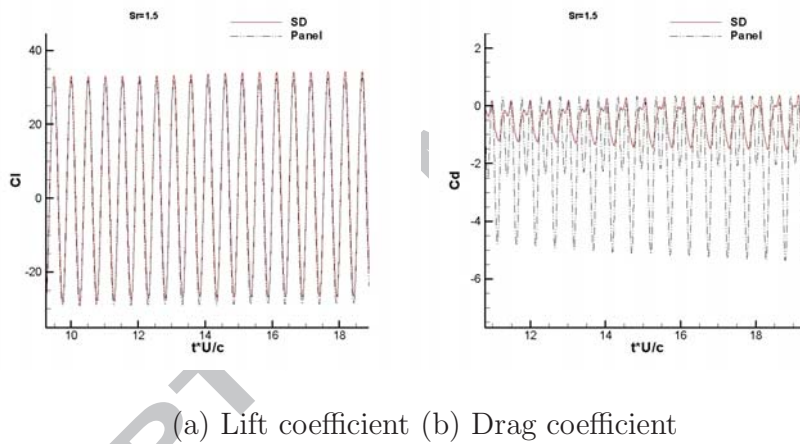 Sr=1.5
SD
Panel
40
20
0
-20
Cl
10 12 14 16 18
t*U/c
Sr=1.5
SD
Panel
2
0
-2
-4
-6
Cd
12 14 16 18
t*U/c
PT
(a) Lift coefficient (b) Drag coefficient